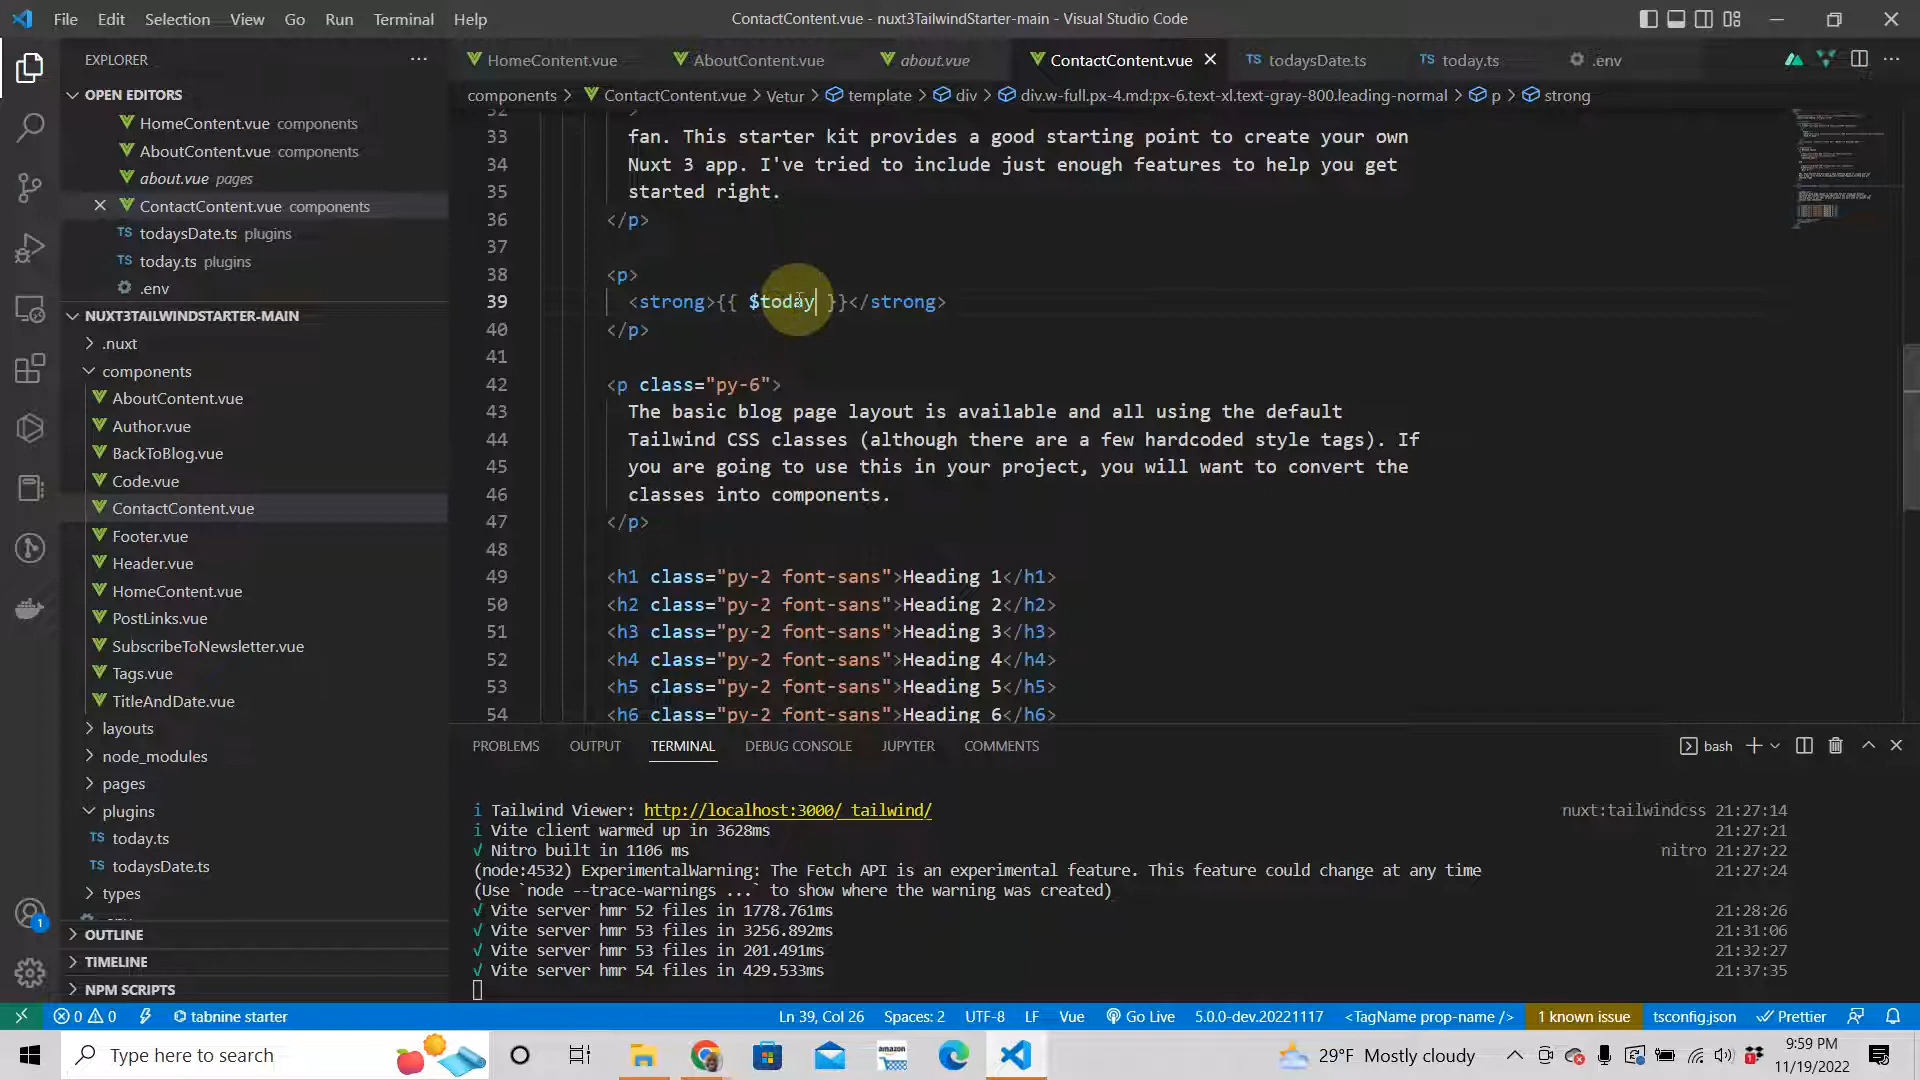 File Edit Selection View Go Run Terminal Help
ContactContent.vue - nuxt3TailwindStarter-main - Visual Studio Code
EXPLORER
OPEN EDITORS
HomeContent.vue components
AboutContent.vue components
about.vue pages
ContactContent.vue components
TS todaysDate.ts plugins
TS today.ts plugins
.env
NUXT3TAILWINDSTARTER-MAIN
.nuxt
components
AboutContent.vue
Author.vue
BackToBlog.vue
Code.vue
ContactContent.vue
Footer.vue
Header.vue
HomeContent.vue
PostLinks.vue
SubscribeToNewsletter.vue
Tags.vue
TitleAndDate.vue
layouts
node_modules
pages
plugins
TS today.ts
TS todaysDate.ts
types
OUTLINE
TIMELINE
NPM SCRIPTS
1
HomeContent.vue AboutContent.vue about.vue ContactContent.vue TS todaysDate.ts TS today.ts .env
components > ContactContent.vue > Vetur > template > div > div.w-full.px-4.md:px-6.text-xl.text-gray-800.leading-normal > p > strong
32 >
33 fan. This starter kit provides a good starting point to create your own
34 Nuxt 3 app. I've tried to include just enough features to help you get
35 started right.
36 </p>
37
38 <p>
39 <strong>{{ $today }}</strong>
40 </p>
41
42 <p class="py-6">
43 The basic blog page layout is available and all using the default
44 Tailwind CSS classes (although there are a few hardcoded style tags). If
45 you are going to use this in your project, you will want to convert the
46 classes into components.
47 </p>
48
49 <h1 class="py-2 font-sans">Heading 1</h1>
50 <h2 class="py-2 font-sans">Heading 2</h2>
51 <h3 class="py-2 font-sans">Heading 3</h3>
52 <h4 class="py-2 font-sans">Heading 4</h4>
53 <h5 class="py-2 font-sans">Heading 5</h5>
54 <h6 class="py-2 font-sans">Heading 6</h6>
PROBLEMS OUTPUT TERMINAL DEBUG CONSOLE JUPYTER COMMENTS
bash
i Tailwind Viewer: http://localhost:3000/_tailwind/ nuxt:tailwindcss 21:27:14
i Vite client warmed up in 3628ms 21:27:21
√ Nitro built in 1106 ms nitro 21:27:22
(node:4532) ExperimentalWarning: The Fetch API is an experimental feature. This feature could change at any time 21:27:24
(Use `node --trace-warnings ...` to show where the warning was created)
√ Vite server hmr 52 files in 1778.761ms 21:28:26
√ Vite server hmr 53 files in 3256.892ms 21:31:06
√ Vite server hmr 53 files in 201.491ms 21:32:27
√ Vite server hmr 54 files in 429.533ms 21:37:35
0 0 tabnine starter Ln 39, Col 26 Spaces: 2 UTF-8 LF Vue Go Live 5.0.0-dev.20221117 <TagName prop-name /> 1 known issue tsconfig.json Prettier
Type here to search
amazon
29°F Mostly cloudy
9:59 PM
11/19/2022